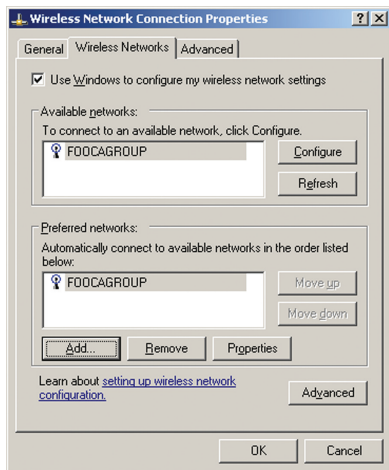 Wireless Network Connection Properties
General Wireless Networks Advanced
Use Windows to configure my wireless network settings
Available networks:
To connect to an available network, click Configure.
FOOCAGROUP
Configure
Refresh
Preferred networks:
Automatically connect to available networks in the order listed
below:
FOOCAGROUP
Move up
Move down
Add... Remove Properties
Learn about setting up wireless network
configuration.
Advanced
OK Cancel